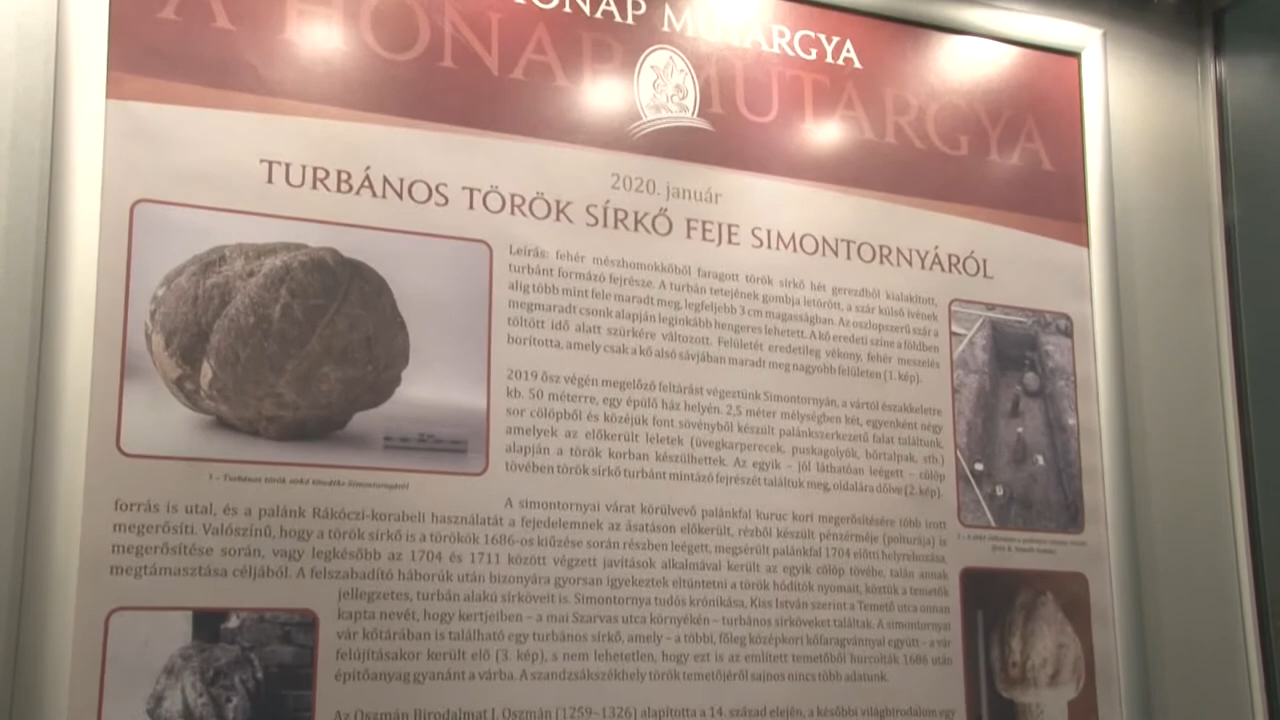 A HÓNAP MŰTÁRGYA
A HÓNAP MŰTÁRGYA
2020. január
TURBÁNOS TÖRÖK SÍRKŐ FEJE SIMONTORNYÁRÓL
Leírás: fehér mészhomokkőből faragott török sírkő hét gerezdből kialakított,
turbánt formázó fejrésze. A turbán tetejének gombja letörött, a szár külső ívének
alig több mint fele maradt meg, legfeljebb 3 cm magasságban. Az oszlopszerű szár a
megmaradt csonk alapján leginkább hengeres lehetett. A kő eredeti színe a földben
töltött idő alatt szürkére változott. Felületét eredetileg vékony, fehér meszelés
borította, amely csak a kő alsó sávjában maradt meg nagyobb felületen (1. kép).
2019 ősz végén megelőző feltárást végeztünk Simontornyán, a vártól északkeletre
kb. 50 méterre, egy épülő ház helyén. 2,5 méter mélységben két, egyenként négy
sor cölöpből és közéjük font sövényből készült palánkszerkezetű falat találtunk,
amelyek az előkerült leletek (üvegkarperecek, puskagolyók, bőrtalpak, stb.)
alapján a török korban készülhettek. Az egyik – jól láthatóan leégett – cölöp
tövében török sírkő turbánt mintázó fejrészét találtuk meg, oldalára dőlve (2. kép).
1 – Turbános török sírkő töredéke Simontornyáról
A simontornyai várat körülvevő palánkfal kuruc kori megerősítésére több írott
forrás is utal, és a palánk Rákóczi-korabeli használatát a fejedelemnek az ásatáson előkerült, rézből készült pénzérméje (poltura) is
megerősíti. Valószínű, hogy a török sírkő is a törökök 1686-os kiűzése során részben leégett, megsérült palánkfal 1704 előtti helyrehozása,
megerősítése során, vagy legkésőbb az 1704 és 1711 között végzett javítások alkalmával került az egyik cölöp tövébe, talán annak
megtámasztása céljából. A felszabadító háborúk után bizonyára gyorsan igyekeztek eltüntetni a török hódítók nyomait, köztük a temetők
jellegzetes, turbán alakú sírköveit is. Simontornya tudós krónikása, Kiss István szerint a Temető utca onnan
kapta nevét, hogy kertjeiben – a mai Szarvas utca környékén – turbános sírköveket találtak. A simontornyai
vár kőtárában is található egy turbános sírkő, amely – a többi, főleg középkori kőfaragvánnyal együtt – a vár
felújításakor került elő (3. kép), s nem lehetetlen, hogy ezt is az említett temetőből hurcolták 1686 után
építőanyag gyanánt a várba. A szandzsákszékhely török temetőjéről sajnos nincs több adatunk.
Az Oszmán Birodalmat I. Oszmán (1259–1326) alapította a 14. század elején, a későbbi világbirodalom egy